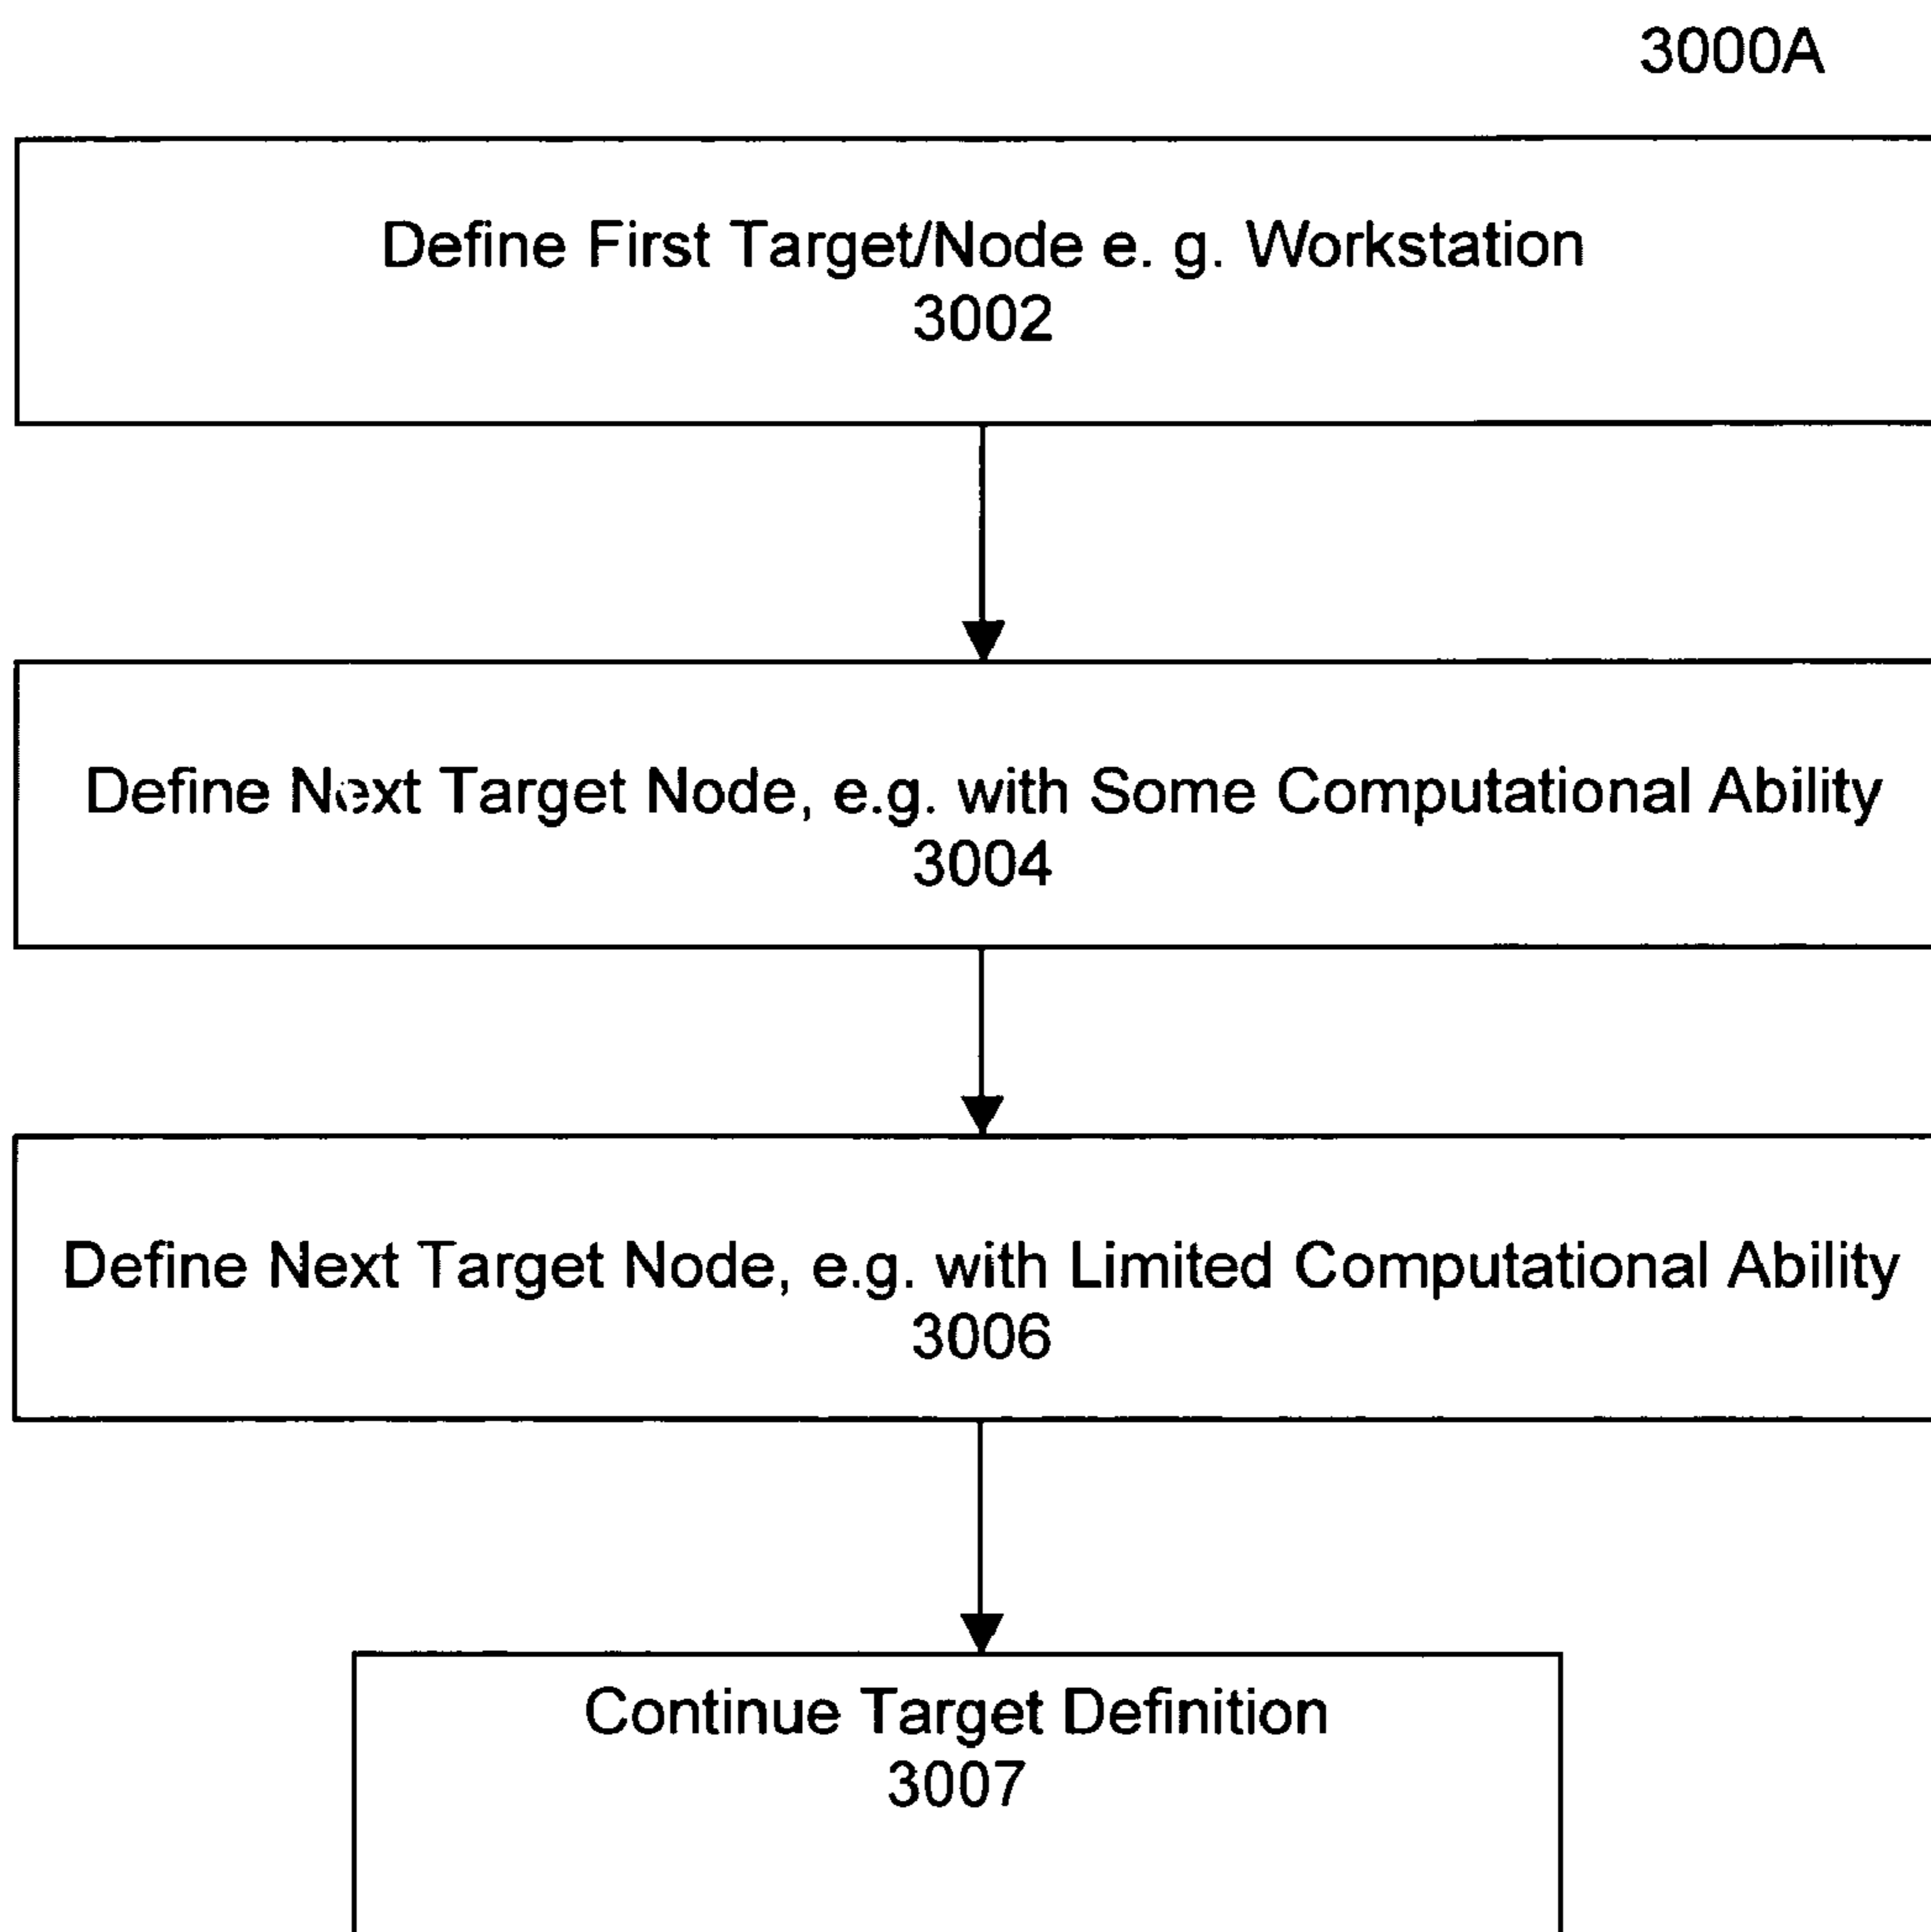 3000A
Define First Target/Node e. g. Workstation
3002
Define Next Target Node, e.g. with Some Computational Ability
3004
Define Next Target Node, e.g. with Limited Computational Ability
3006
Continue Target Definition
3007